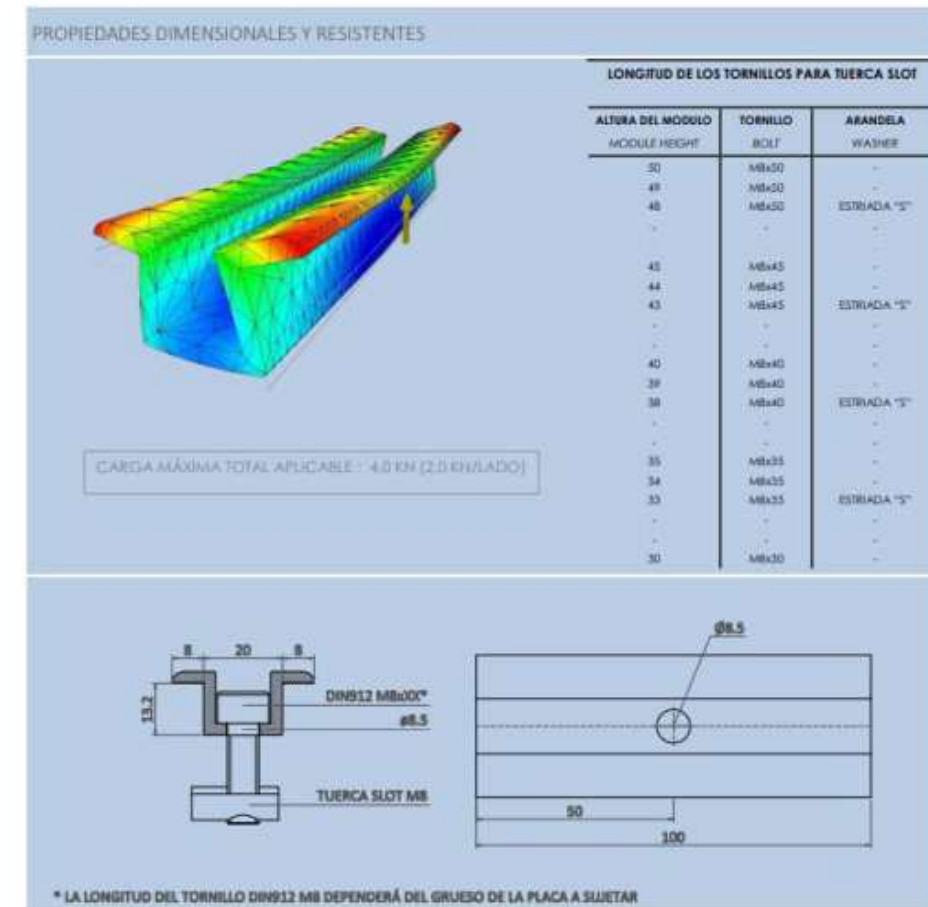 PROPIEDADES DIMENSIONALES Y RESISTENTES
LONGITUD DE LOS TORNILLOS PARA TUERCA SLOT
ALTURA DEL MODULO TORNILLO ARANDELA
MODULE HEIGHT BOLT WASHER
50 M8x50 -
49 M8x50 -
48 M8x50 ESTRIADA "S"
- - -
45 M8x45 -
44 M8x45 -
43 M8x45 ESTRIADA "S"
- - -
- - -
40 M8x40 -
39 M8x40 -
38 M8x40 ESTRIADA "S"
- - -
- - -
35 M8x35 -
34 M8x35 -
33 M8x35 ESTRIADA "S"
- - -
- - -
30 M8x30 -
CARGA MÁXIMA TOTAL APLICABLE : 4.0 KN (2.0 KN/LADO)
8 20 8
13.2
DIN912 M8xXX*
ø8.5
TUERCA SLOT M8
Ø8.5
50
100
* LA LONGITUD DEL TORNILLO DIN912 M8 DEPENDERÁ DEL GRUESO DE LA PLACA A SUJETAR